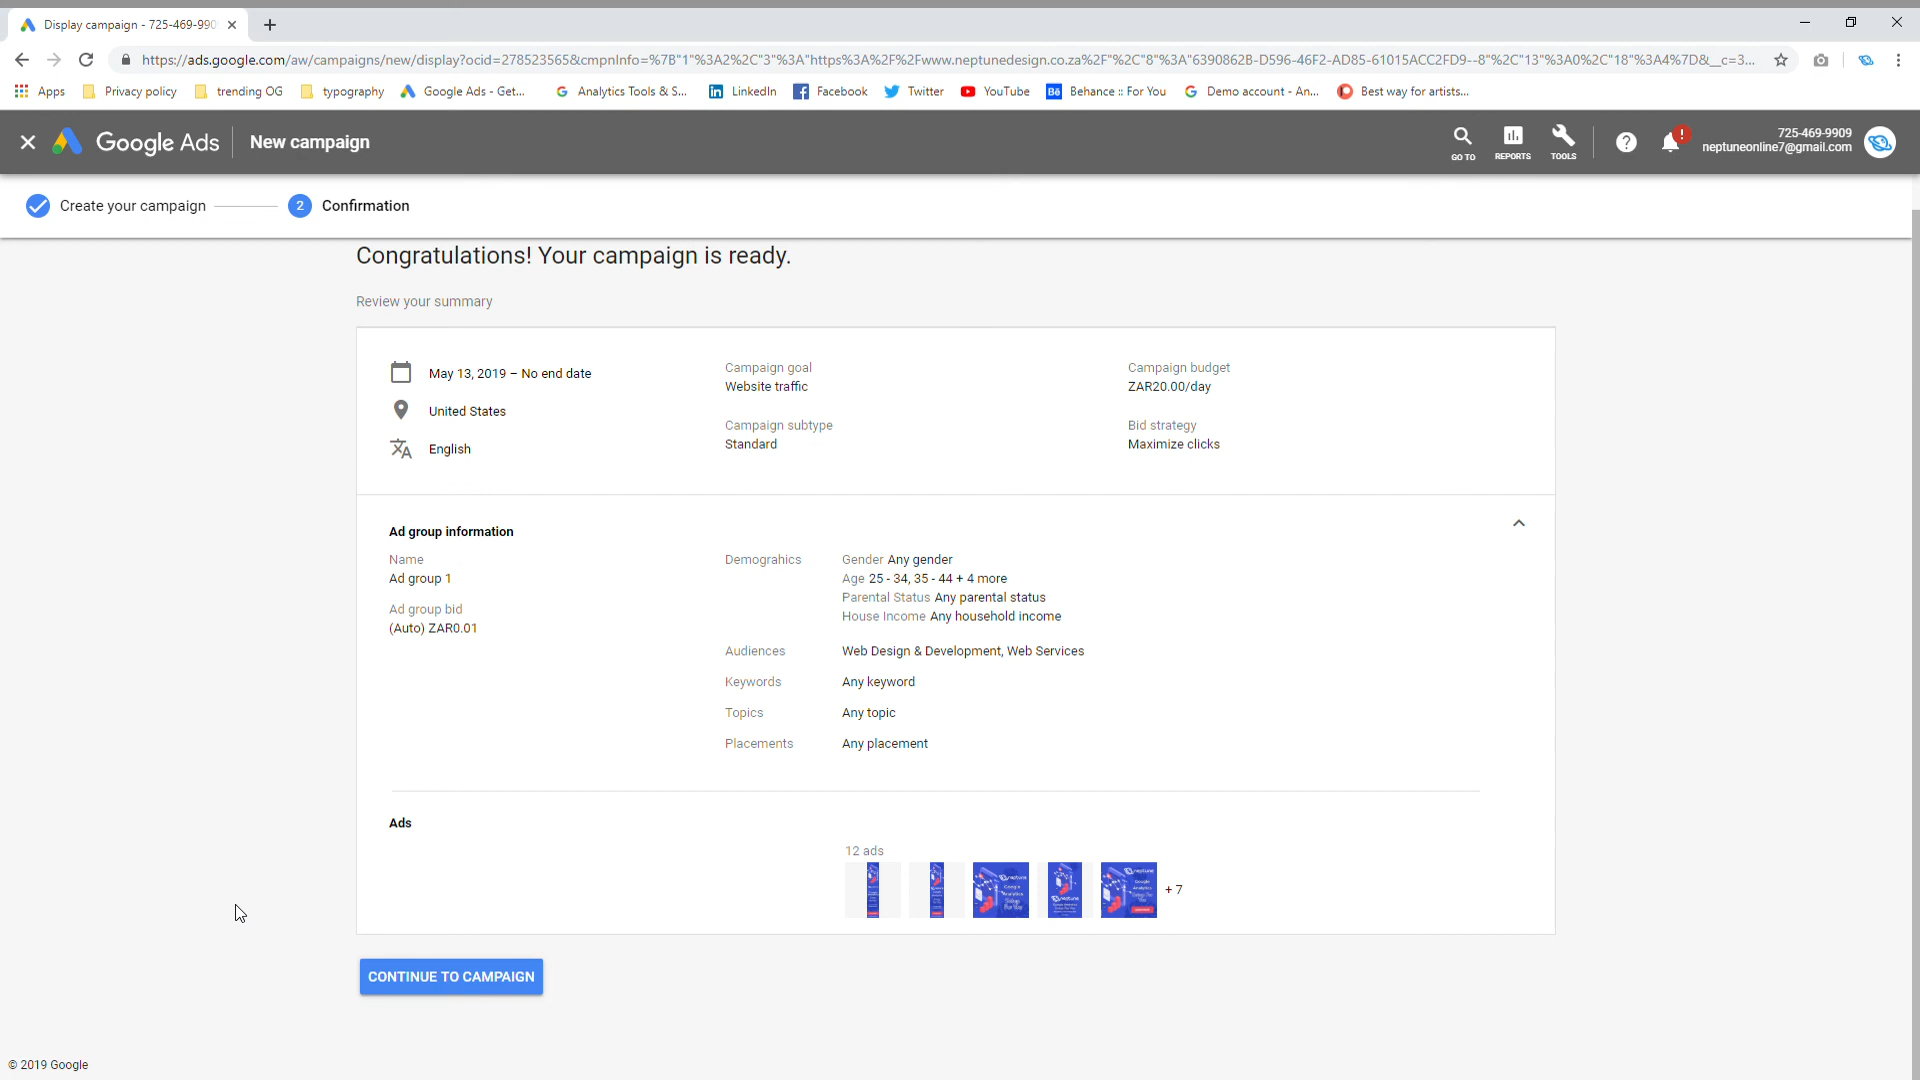 Display campaign - 725-469-990
https://ads.google.com/aw/campaigns/new/display?ocid=278523565&cmpnInfo=%7B"1"%3A2%2C"3"%3A"https%3A%2F%2Fwww.neptunedesign.co.za%2F"%2C"8"%3A"6390862B-D596-46F2-AD85-61015ACC2FD9--8"%2C"13"%3A0%2C"18"%3A4%7D&__c=3...
Apps Privacy policy trending OG typography Google Ads - Get... Analytics Tools & S... LinkedIn Facebook Twitter YouTube Behance :: For You Demo account - An... Best way for artists...
Google Ads New campaign
GO TO REPORTS TOOLS
725-469-9909
neptuneonline7@gmail.com
Create your campaign 2 Confirmation
Congratulations! Your campaign is ready.
Review your summary
May 13, 2019 – No end date
United States
English
Campaign goal
Website traffic
Campaign subtype
Standard
Campaign budget
ZAR20.00/day
Bid strategy
Maximize clicks
Ad group information
Name
Ad group 1
Ad group bid
(Auto) ZAR0.01
Demograhics
Gender Any gender
Age 25 - 34, 35 - 44 + 4 more
Parental Status Any parental status
House Income Any household income
Audiences Web Design & Development, Web Services
Keywords Any keyword
Topics Any topic
Placements Any placement
Ads
12 ads
neptune
Google
Analytics
+ 7
CONTINUE TO CAMPAIGN
© 2019 Google